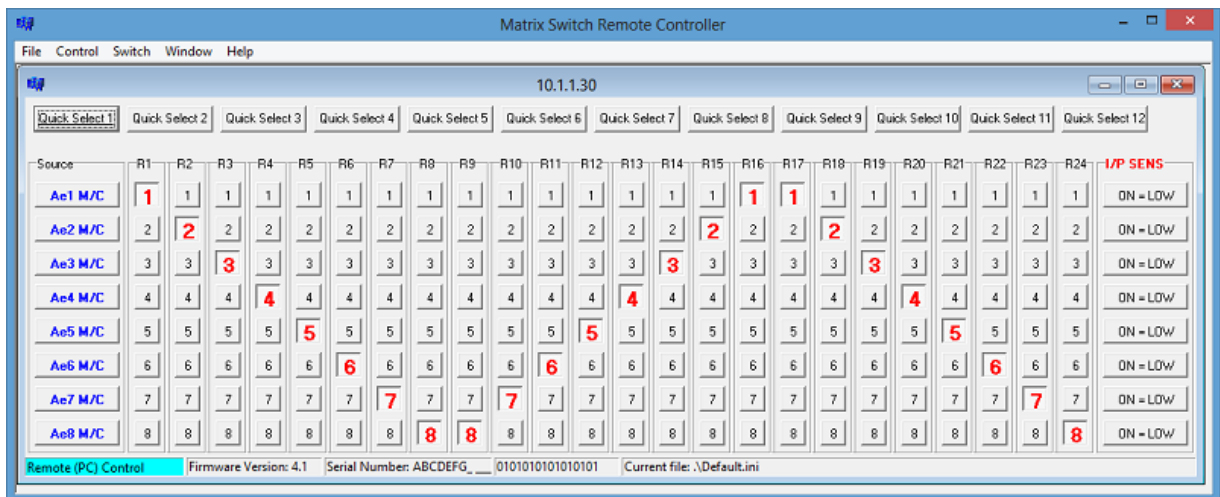 Matrix Switch Remote Controller
File Control Switch Window Help
10.1.1.30
Quick Select 1 Quick Select 2 Quick Select 3 Quick Select 4 Quick Select 5 Quick Select 6 Quick Select 7 Quick Select 8 Quick Select 9 Quick Select 10 Quick Select 11 Quick Select 12
Source R1 R2 R3 R4 R5 R6 R7 R8 R9 R10 R11 R12 R13 R14 R15 R16 R17 R18 R19 R20 R21 R22 R23 R24 I/P SENS
Ae1 M/C 1 1 1 1 1 1 1 1 1 1 1 1 1 1 1 1 1 1 1 1 1 1 1 1 ON = LOW
Ae2 M/C 2 2 2 2 2 2 2 2 2 2 2 2 2 2 2 2 2 2 2 2 2 2 2 2 ON = LOW
Ae3 M/C 3 3 3 3 3 3 3 3 3 3 3 3 3 3 3 3 3 3 3 3 3 3 3 3 ON = LOW
Ae4 M/C 4 4 4 4 4 4 4 4 4 4 4 4 4 4 4 4 4 4 4 4 4 4 4 4 ON = LOW
Ae5 M/C 5 5 5 5 5 5 5 5 5 5 5 5 5 5 5 5 5 5 5 5 5 5 5 5 ON = LOW
Ae6 M/C 6 6 6 6 6 6 6 6 6 6 6 6 6 6 6 6 6 6 6 6 6 6 6 6 ON = LOW
Ae7 M/C 7 7 7 7 7 7 7 7 7 7 7 7 7 7 7 7 7 7 7 7 7 7 7 7 ON = LOW
Ae8 M/C 8 8 8 8 8 8 8 8 8 8 8 8 8 8 8 8 8 8 8 8 8 8 8 8 ON = LOW
Remote (PC) Control Firmware Version: 4.1 Serial Number: ABCDEFG_ __ 0101010101010101 Current file: .\Default.ini